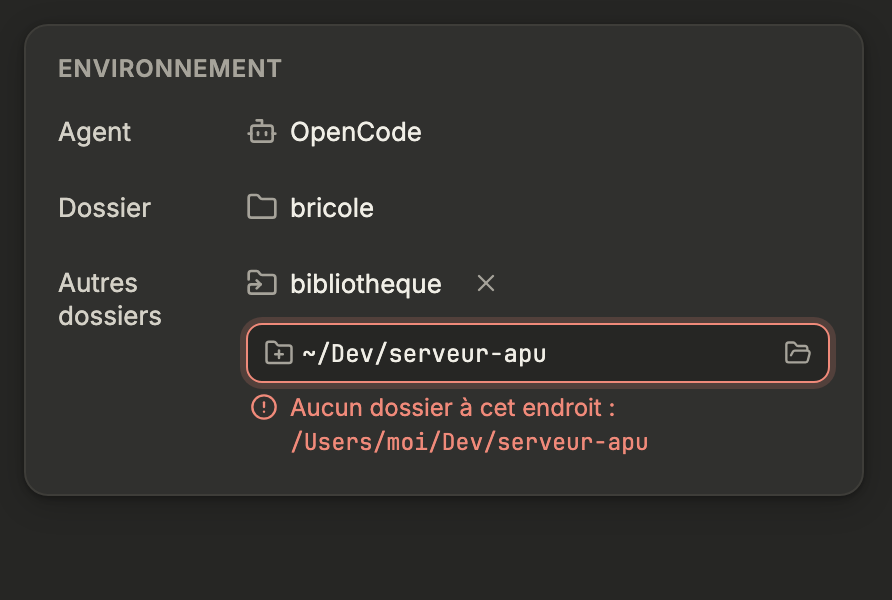 ENVIRONNEMENT
Agent OpenCode
Dossier bricole
Autres dossiers bibliotheque
~/Dev/serveur-apu
Aucun dossier à cet endroit :
/Users/moi/Dev/serveur-apu